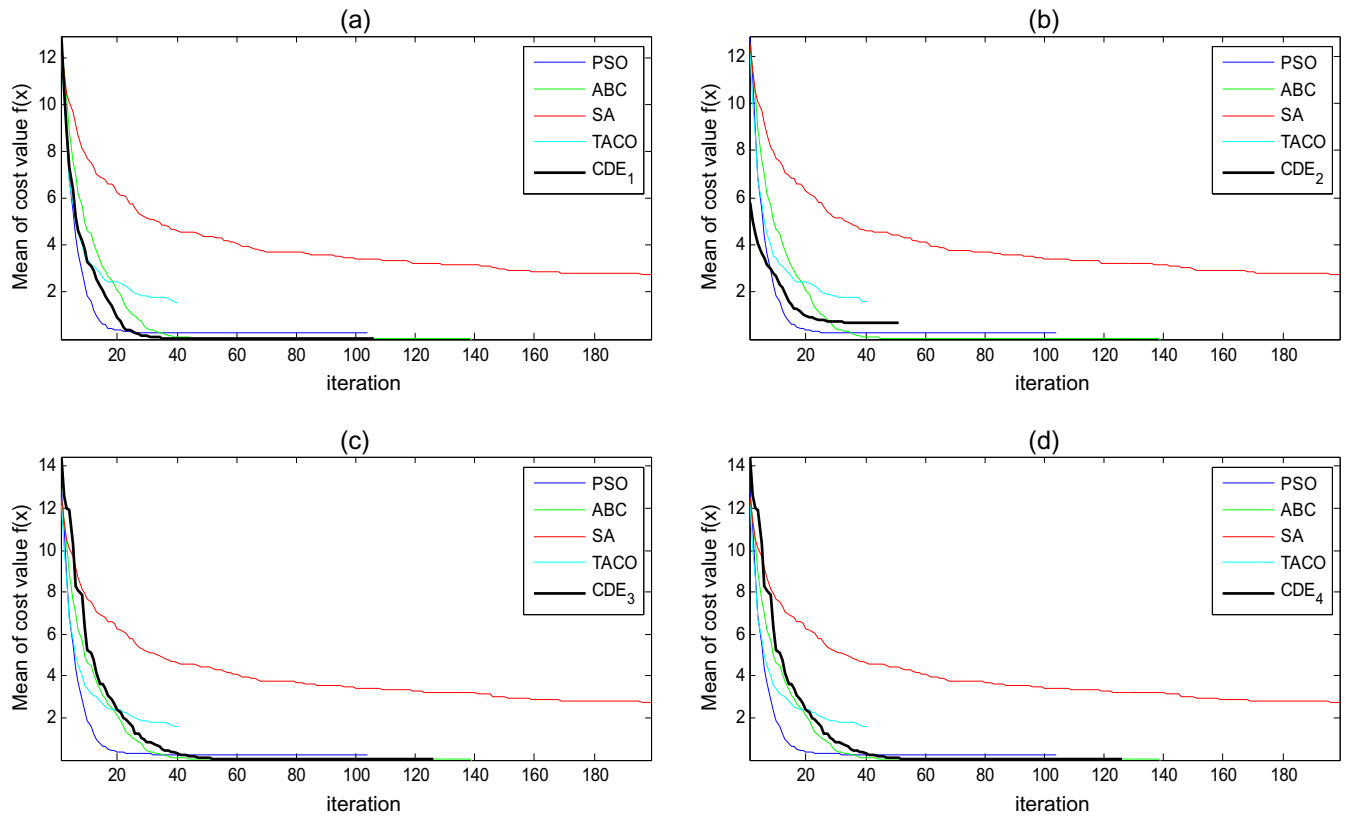 (a)
Mean of cost value f(x)
12
10
8
6
4
2
20 40 60 80 100 120 140 160 180
iteration
PSO
ABC
SA
TACO
CDE1
(b)
Mean of cost value f(x)
12
10
8
6
4
2
20 40 60 80 100 120 140 160 180
iteration
PSO
ABC
SA
TACO
CDE2
(c)
Mean of cost value f(x)
14
12
10
8
6
4
2
20 40 60 80 100 120 140 160 180
iteration
PSO
ABC
SA
TACO
CDE3
(d)
Mean of cost value f(x)
14
12
10
8
6
4
2
20 40 60 80 100 120 140 160 180
iteration
PSO
ABC
SA
TACO
CDE4